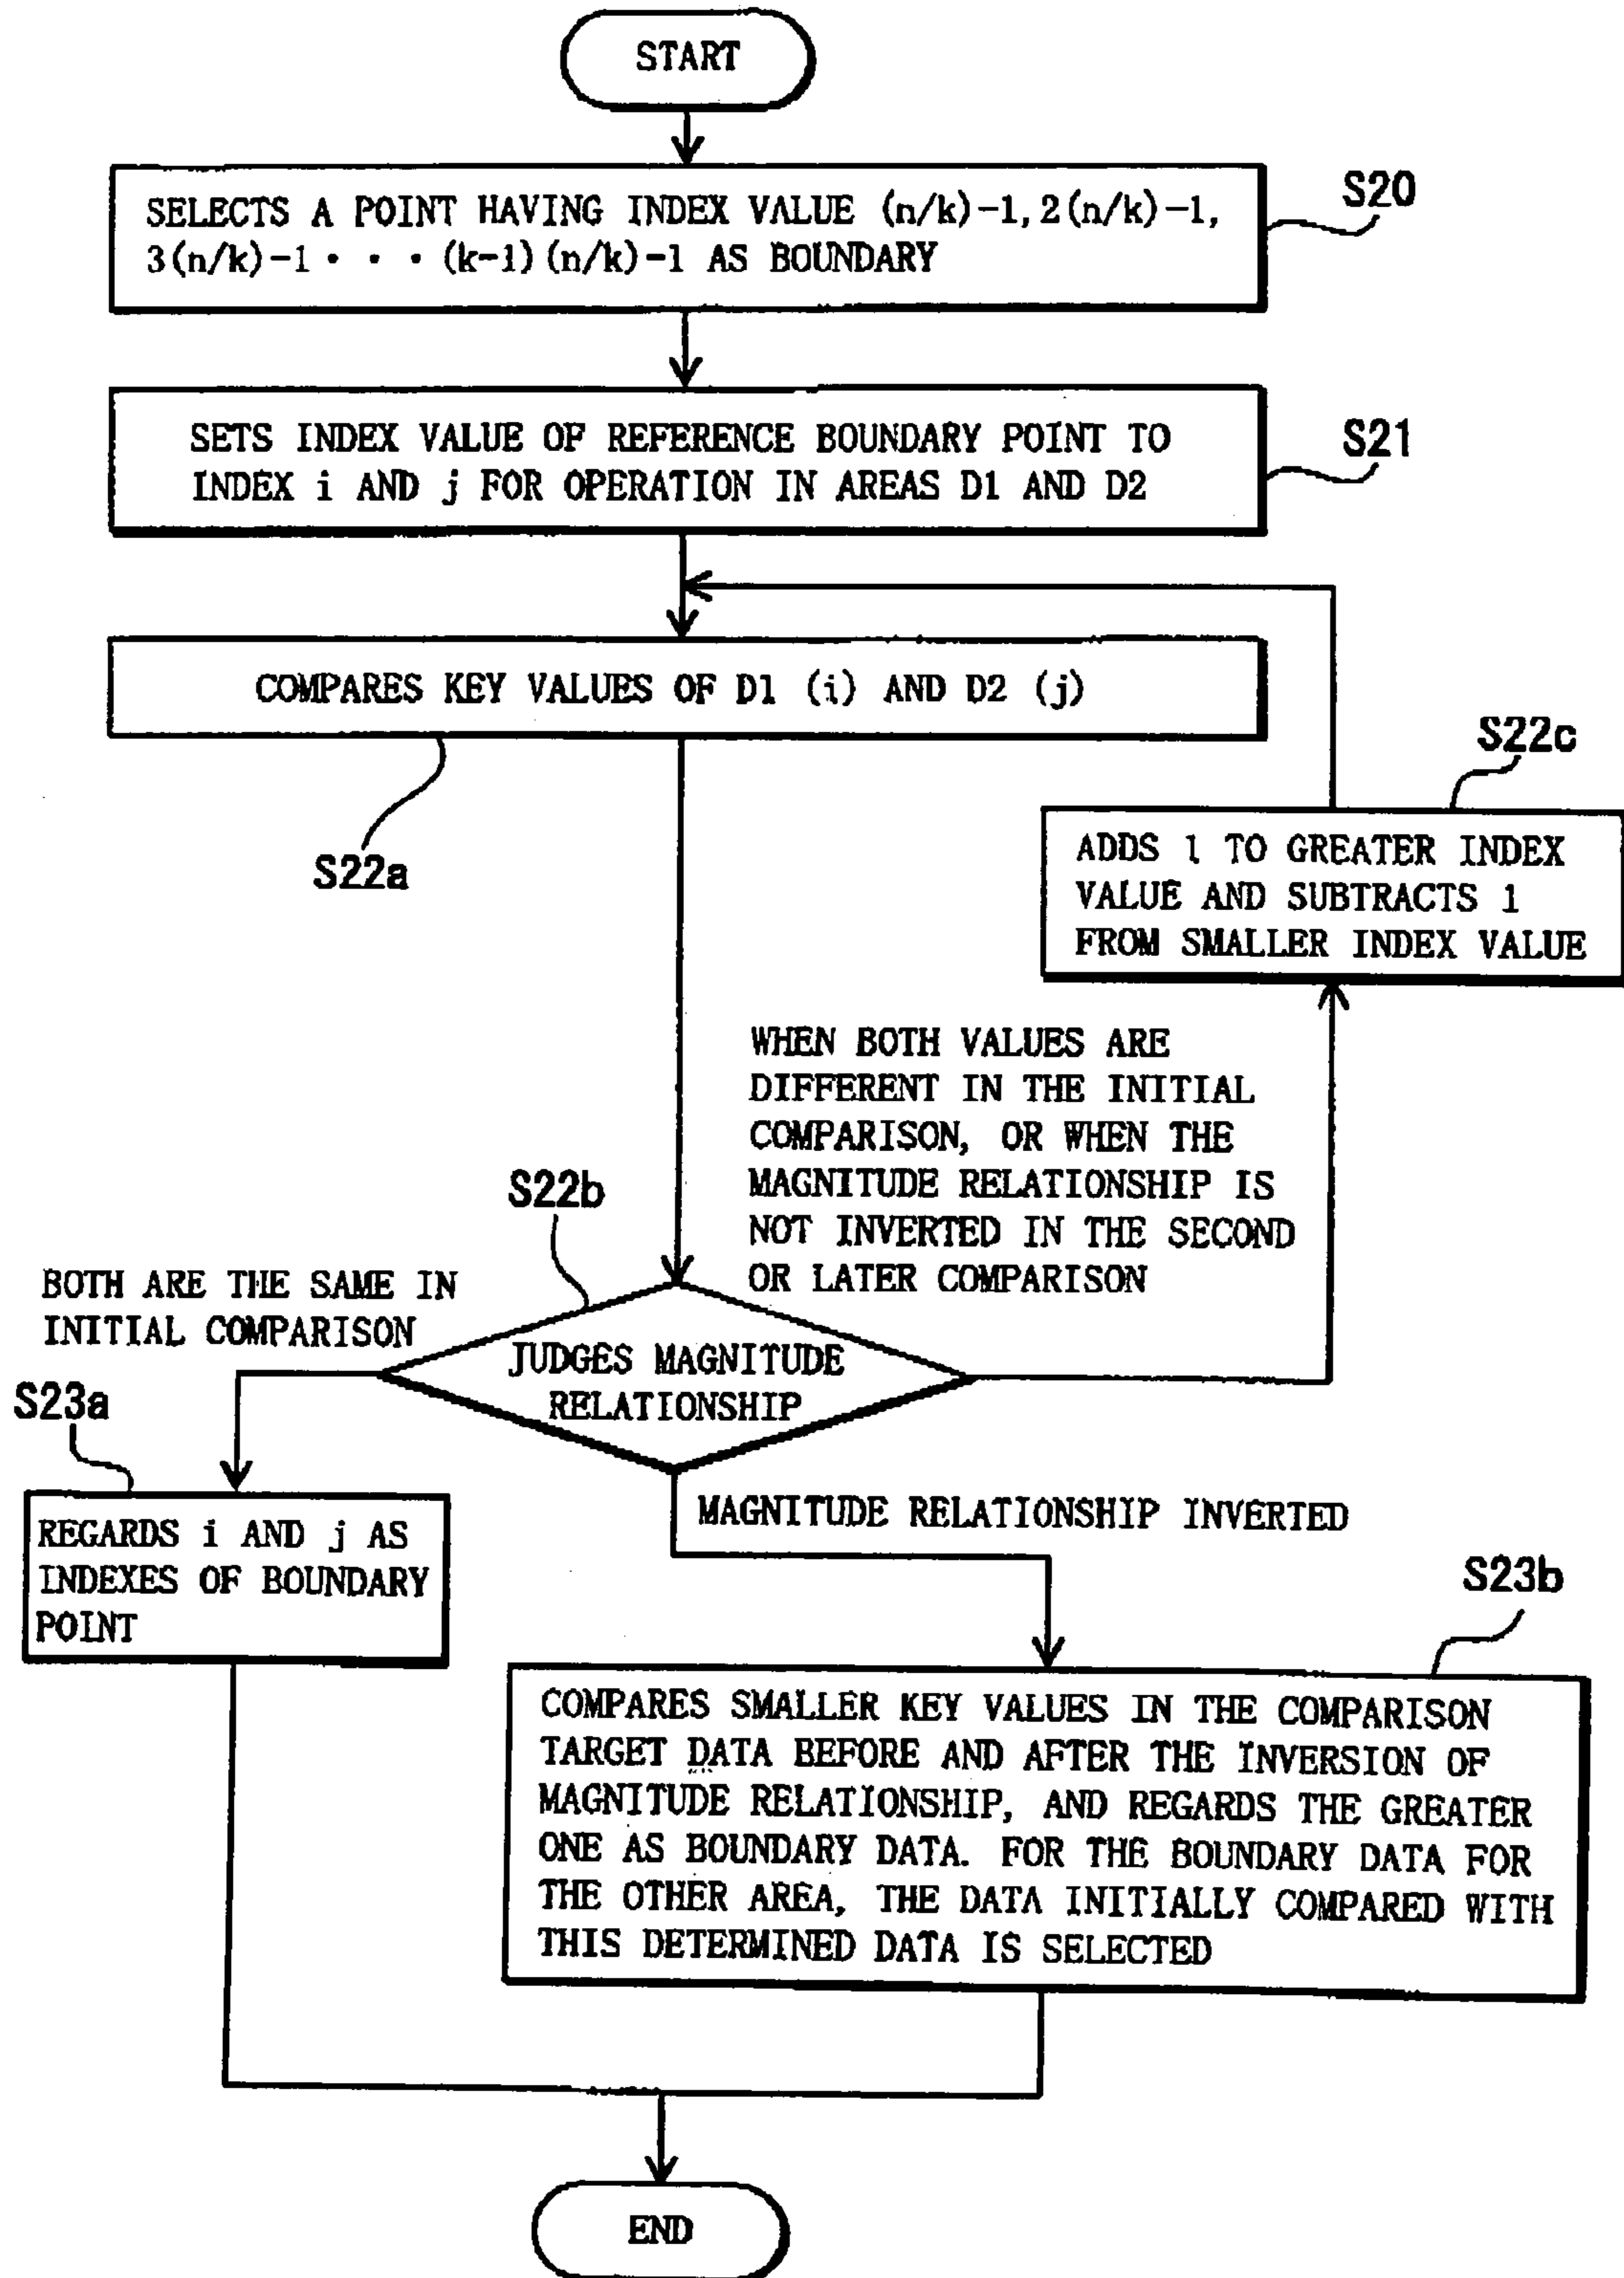 START
SELECTS A POINT HAVING INDEX VALUE (n/k)-1, 2(n/k)-1,
3(n/k)-1 · · · (k-1)(n/k)-1 AS BOUNDARY
S20
SETS INDEX VALUE OF REFERENCE BOUNDARY POINT TO
INDEX i AND j FOR OPERATION IN AREAS D1 AND D2
S21
COMPARES KEY VALUES OF D1 (i) AND D2 (j)
S22a
S22c
ADDS 1 TO GREATER INDEX
VALUE AND SUBTRACTS 1
FROM SMALLER INDEX VALUE
WHEN BOTH VALUES ARE
DIFFERENT IN THE INITIAL
COMPARISON, OR WHEN THE
MAGNITUDE RELATIONSHIP IS
NOT INVERTED IN THE SECOND
OR LATER COMPARISON
S22b
BOTH ARE THE SAME IN
INITIAL COMPARISON
JUDGES MAGNITUDE
RELATIONSHIP
S23a
REGARDS i AND j AS
INDEXES OF BOUNDARY
POINT
MAGNITUDE RELATIONSHIP INVERTED
S23b
COMPARES SMALLER KEY VALUES IN THE COMPARISON
TARGET DATA BEFORE AND AFTER THE INVERSION OF
MAGNITUDE RELATIONSHIP, AND REGARDS THE GREATER
ONE AS BOUNDARY DATA. FOR THE BOUNDARY DATA FOR
THE OTHER AREA, THE DATA INITIALLY COMPARED WITH
THIS DETERMINED DATA IS SELECTED
END